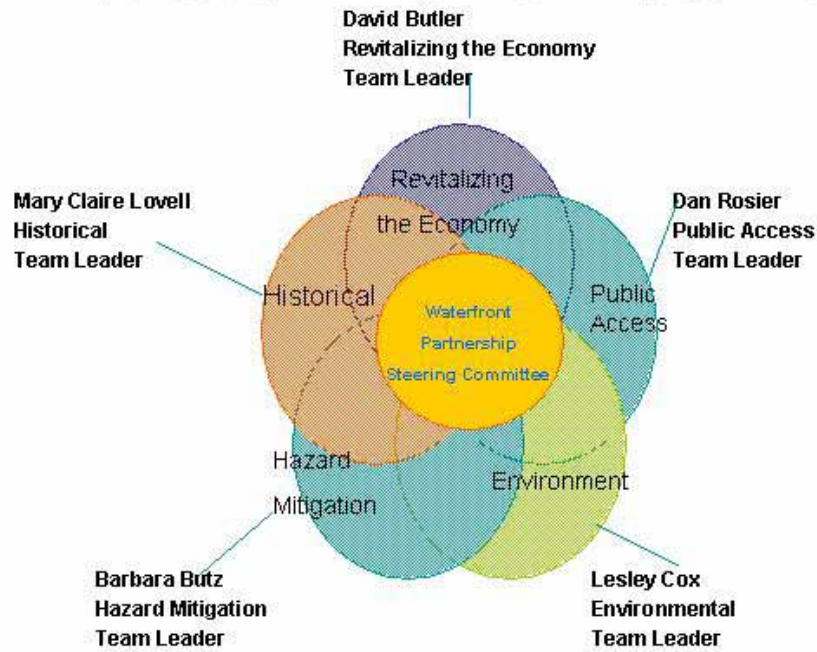 David Butler
Revitalizing the Economy
Team Leader
Revitalizing
the Economy
Mary Claire Lovell
Historical
Team Leader
Dan Rosier
Public Access
Team Leader
Historical
Public
Access
Waterfront
Partnership
Steering Committee
Hazard
Mitigation
Environment
Barbara Butz
Hazard Mitigation
Team Leader
Lesley Cox
Environmental
Team Leader